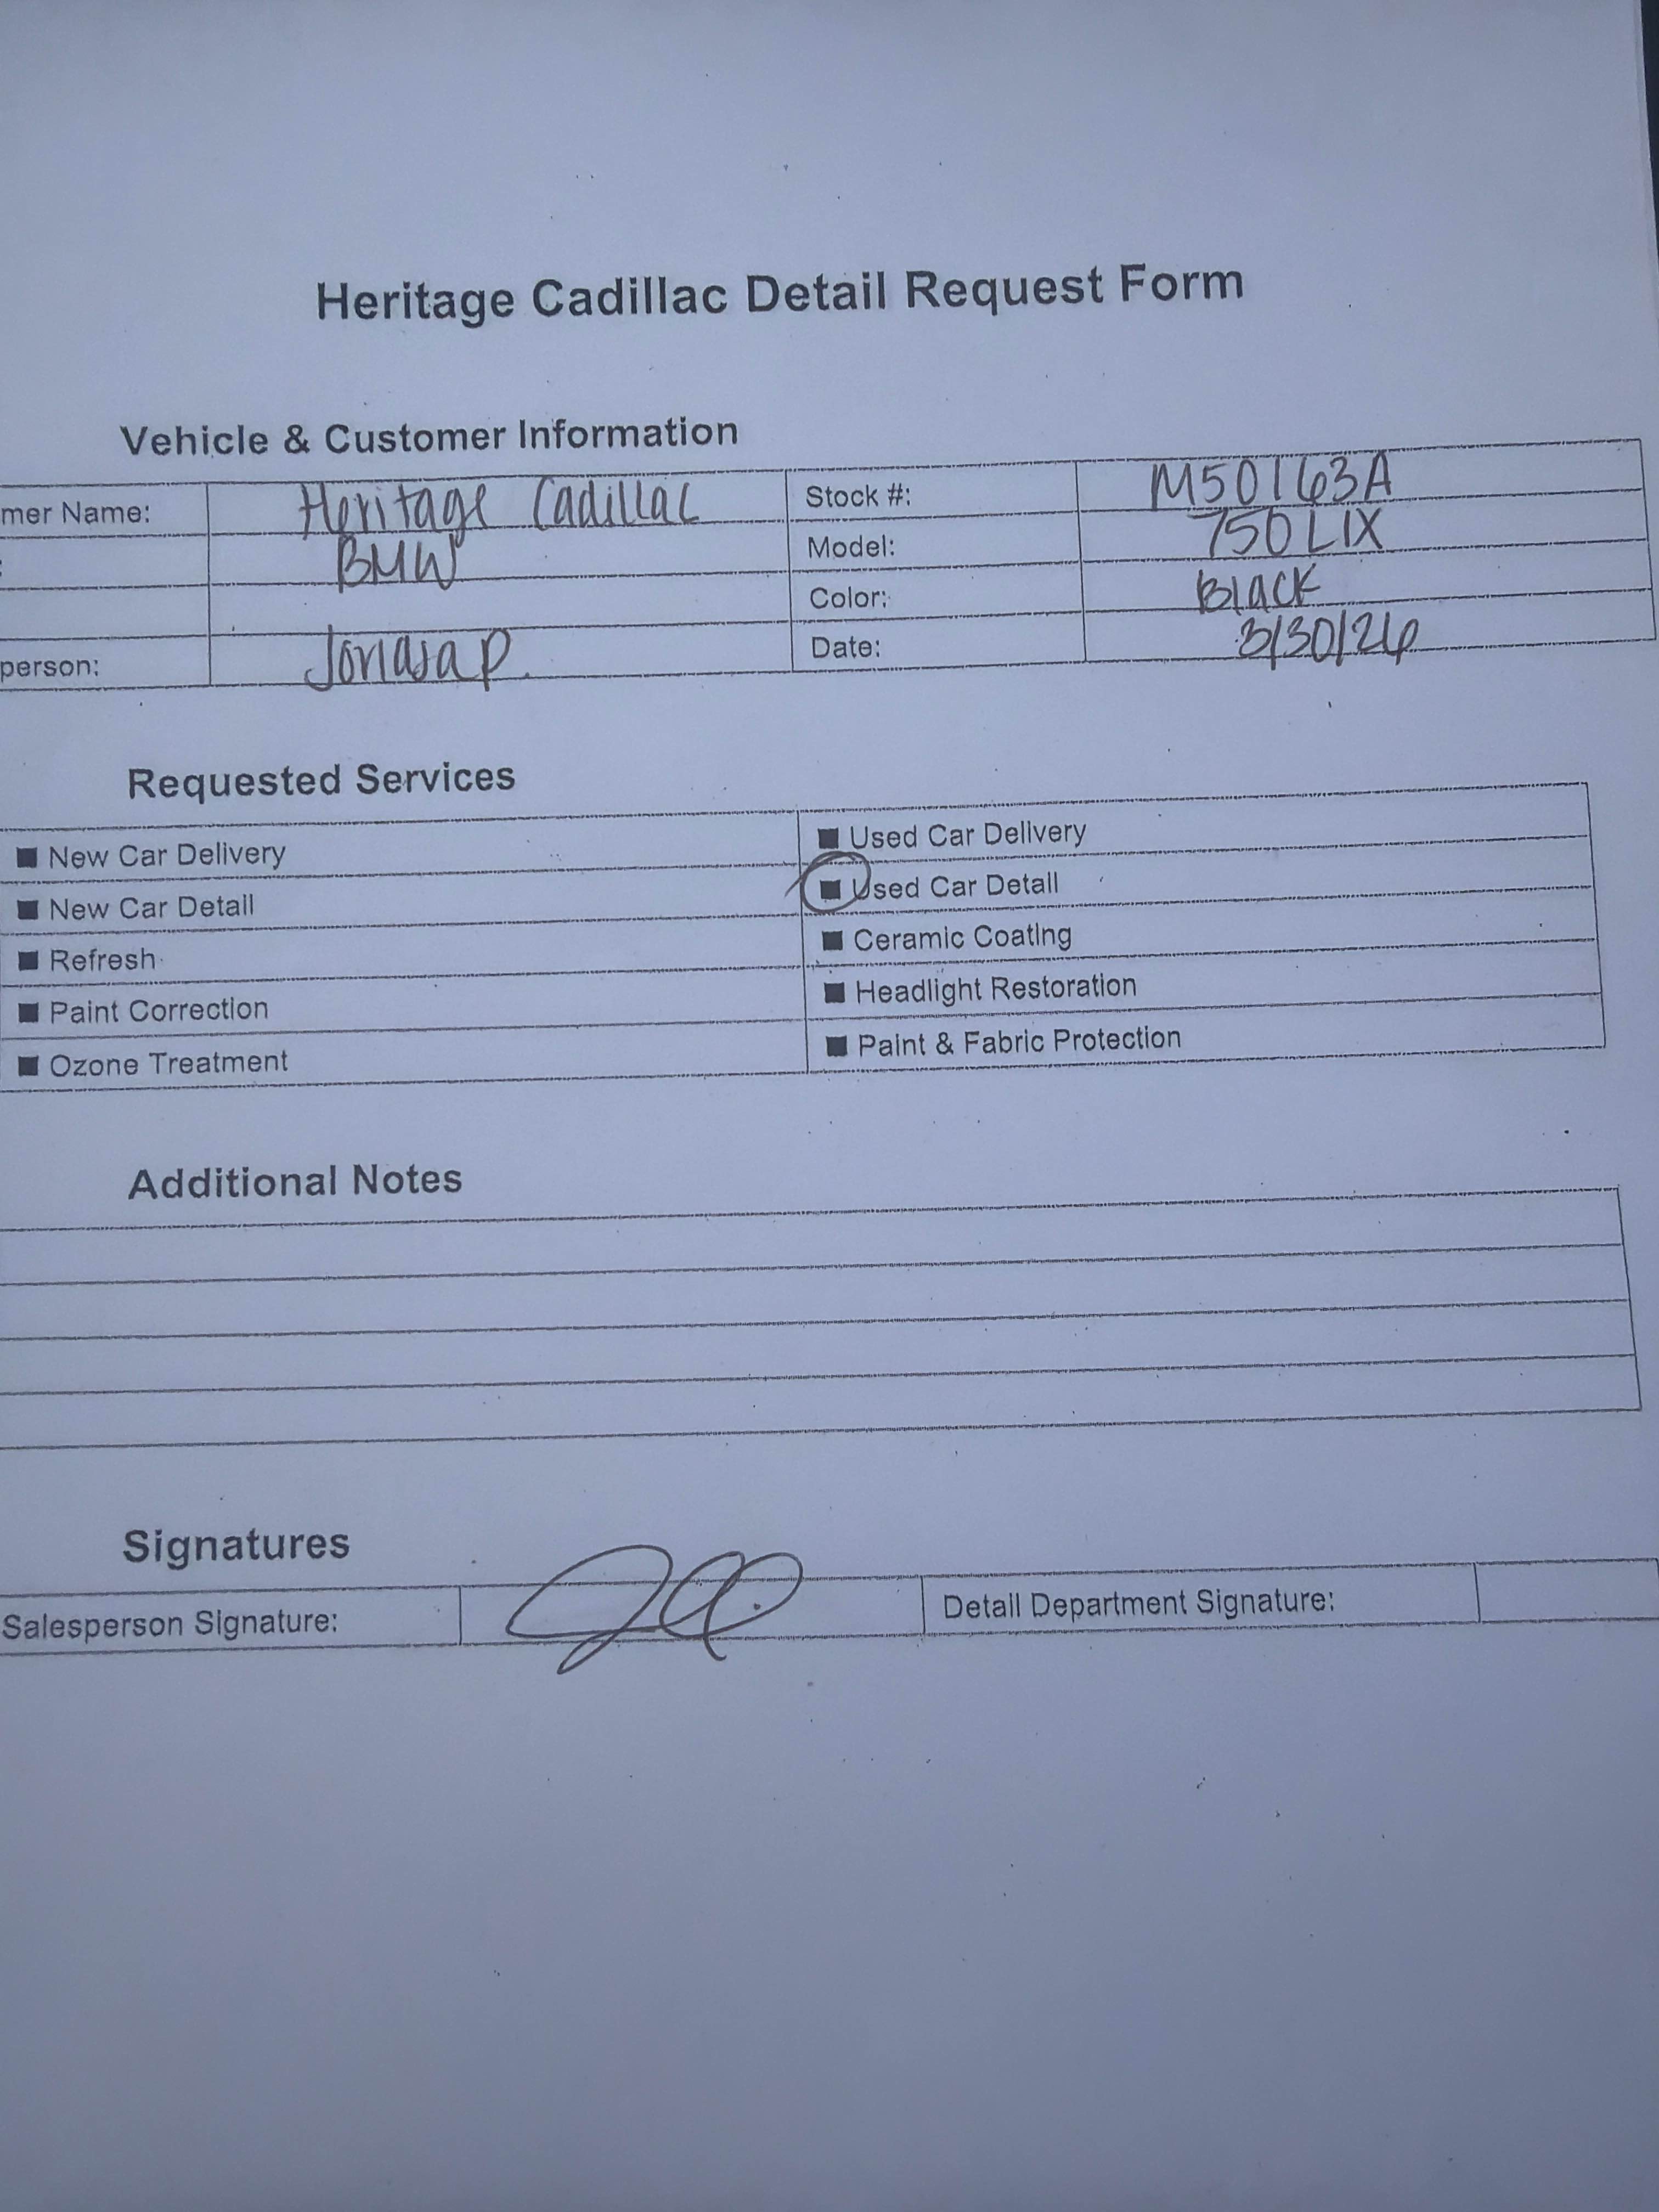 Heritage Cadillac Detail Request Form
Vehicle & Customer Information
mer Name: Heritage Cadillac Stock #: M50163A
: BMW Model: 750 LIX
Color: Black
person: Jordasa P. Date: 3/30/26
Requested Services
■ New Car Delivery ■ Used Car Delivery
■ New Car Detail ■ Used Car Detail
■ Refresh ■ Ceramic Coating
■ Paint Correction ■ Headlight Restoration
■ Ozone Treatment ■ Paint & Fabric Protection
Additional Notes
Signatures
Salesperson Signature: Detail Department Signature: